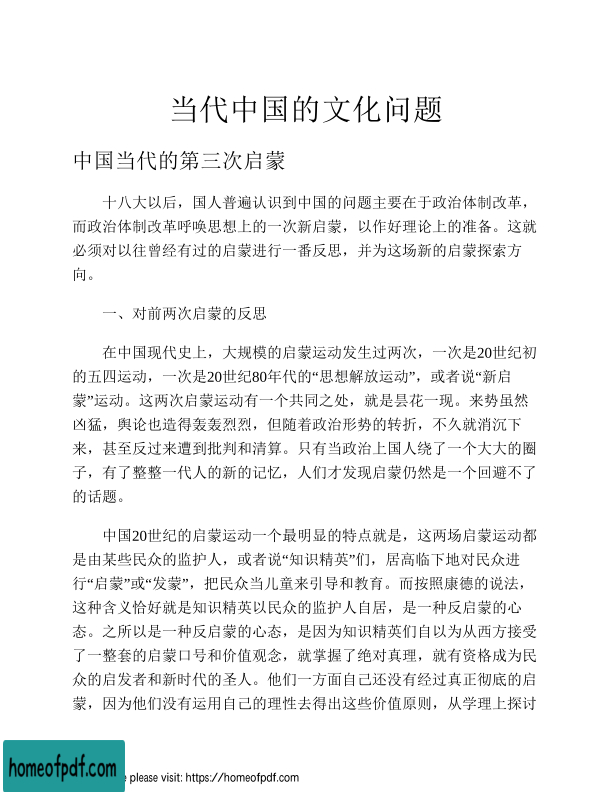 当代中国的文化问题
中国当代的第三次启蒙
十八大以后，国人普遍认识到中国的问题主要在于政治体制改革，
而政治体制改革呼唤思想上的一次新启蒙，以作好理论上的准备。这就
必须对以往曾经有过的启蒙进行一番反思，并为这场新的启蒙探索方
向。
一、对前两次启蒙的反思
在中国现代史上，大规模的启蒙运动发生过两次，一次是20世纪初
的五四运动，一次是20世纪80年代的“思想解放运动”，或者说“新启
蒙”运动。这两次启蒙运动有一个共同之处，就是昙花一现。来势虽然
凶猛，舆论也造得轰轰烈烈，但随着政治形势的转折，不久就消沉下
来，甚至反过来遭到批判和清算。只有当政治上国人绕了一个大大的圈
子，有了整整一代人的新的记忆，人们才发现启蒙仍然是一个回避不了
的话题。
中国20世纪的启蒙运动一个最明显的特点就是，这两场启蒙运动都
是由某些民众的监护人，或者说“知识精英”们，居高临下地对民众进
行“启蒙”或“发蒙”，把民众当儿童来引导和教育。而按照康德的说法，
这种含义恰好就是知识精英以民众的监护人自居，是一种反启蒙的心
态。之所以是一种反启蒙的心态，是因为知识精英们自以为从西方接受
了一整套的启蒙口号和价值观念，就掌握了绝对真理，就有资格成为民
众的启发者和新时代的圣人。他们一方面自己还没有经过真正彻底的启
蒙，因为他们没有运用自己的理性去得出这些价值原则，从学理上探讨
homeofpdf.com
e please visit: https://homeofpdf.com